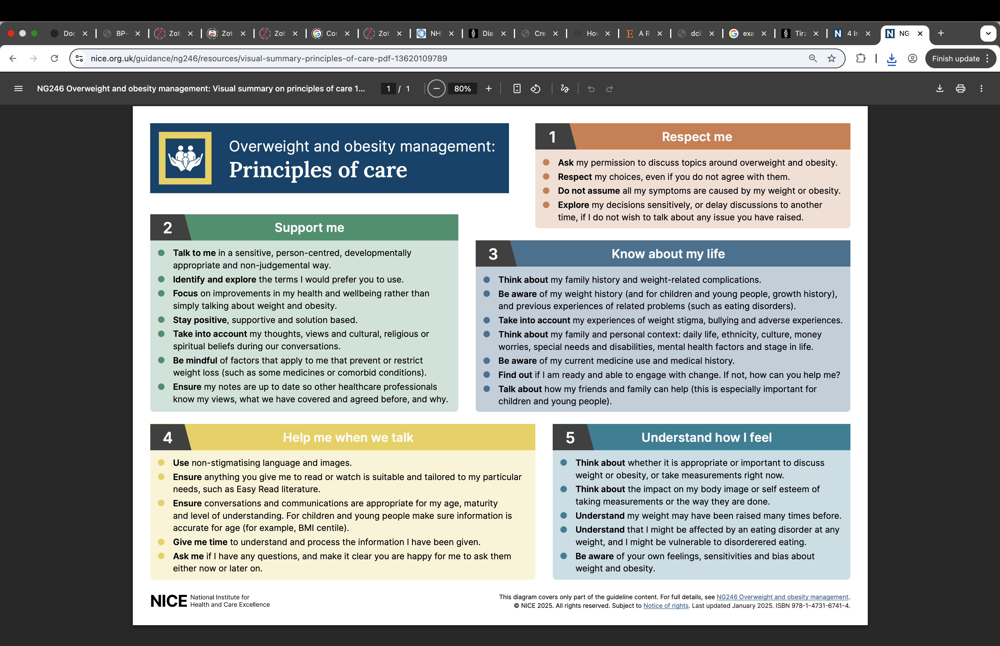 Doc
BP-
Zot
Zot
Zot
Cor
Zot
NH
Dia
Cre
Hov
A R
dci
exa
Tirz
4 In
NG
nice.org.uk/guidance/ng246/resources/visual-summary-principles-of-care-pdf-13620109789
Finish update
NG246 Overweight and obesity management: Visual summary on principles of care 1...
1 / 1
80%
Overweight and obesity management:
Principles of care
1 Respect me
Ask my permission to discuss topics around overweight and obesity.
Respect my choices, even if you do not agree with them.
Do not assume all my symptoms are caused by my weight or obesity.
Explore my decisions sensitively, or delay discussions to another
time, if I do not wish to talk about any issue you have raised.
2 Support me
Talk to me in a sensitive, person-centred, developmentally
appropriate and non-judgemental way.
Identify and explore the terms I would prefer you to use.
Focus on improvements in my health and wellbeing rather than
simply talking about weight and obesity.
Stay positive, supportive and solution based.
Take into account my thoughts, views and cultural, religious or
spiritual beliefs during our conversations.
Be mindful of factors that apply to me that prevent or restrict
weight loss (such as some medicines or comorbid conditions).
Ensure my notes are up to date so other healthcare professionals
know my views, what we have covered and agreed before, and why.
3 Know about my life
Think about my family history and weight-related complications.
Be aware of my weight history (and for children and young people, growth history),
and previous experiences of related problems (such as eating disorders).
Take into account my experiences of weight stigma, bullying and adverse experiences.
Think about my family and personal context: daily life, ethnicity, culture, money
worries, special needs and disabilities, mental health factors and stage in life.
Be aware of my current medicine use and medical history.
Find out if I am ready and able to engage with change. If not, how can you help me?
Talk about how my friends and family can help (this is especially important for
children and young people).
4 Help me when we talk
Use non-stigmatising language and images.
Ensure anything you give me to read or watch is suitable and tailored to my particular
needs, such as Easy Read literature.
Ensure conversations and communications are appropriate for my age, maturity
and level of understanding. For children and young people make sure information is
accurate for age (for example, BMI centile).
Give me time to understand and process the information I have been given.
Ask me if I have any questions, and make it clear you are happy for me to ask them
either now or later on.
5 Understand how I feel
Think about whether it is appropriate or important to discuss
weight or obesity, or take measurements right now.
Think about the impact on my body image or self esteem of
taking measurements or the way they are done.
Understand my weight may have been raised many times before.
Understand that I might be affected by an eating disorder at any
weight, and I might be vulnerable to disorderered eating.
Be aware of your own feelings, sensitivities and bias about
weight and obesity.
NICE National Institute for
Health and Care Excellence
This diagram covers only part of the guideline content. For full details, see NG246 Overweight and obesity management.
© NICE 2025. All rights reserved. Subject to Notice of rights. Last updated January 2025. ISBN 978-1-4731-6741-4.